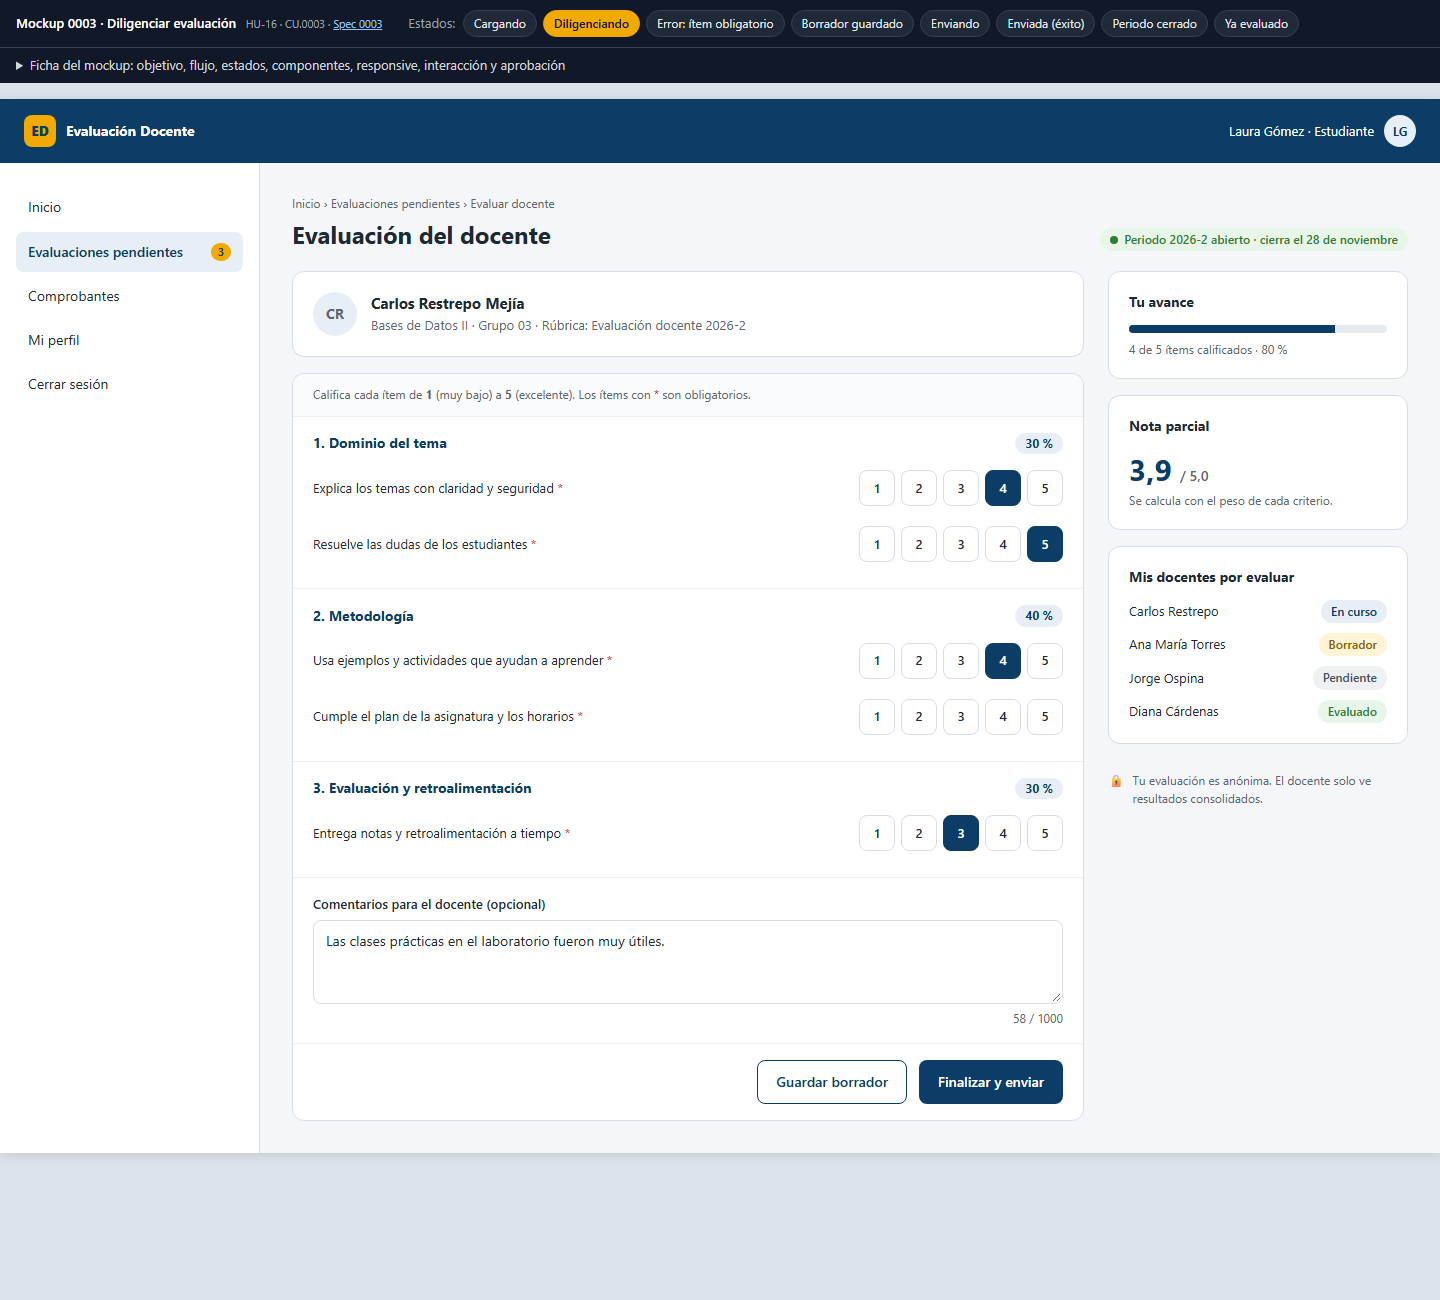 Mockup 0003 · Diligenciar evaluación HU-16 · CU.0003 · Spec 0003 Estados: Cargando Diligenciando Error: ítem obligatorio Borrador guardado Enviando Enviada (éxito) Periodo cerrado Ya evaluado
Ficha del mockup: objetivo, flujo, estados, componentes, responsive, interacción y aprobación
ED Evaluación Docente
Laura Gómez · Estudiante LG
Inicio
Evaluaciones pendientes 3
Comprobantes
Mi perfil
Cerrar sesión
Inicio › Evaluaciones pendientes › Evaluar docente
Evaluación del docente
Periodo 2026-2 abierto · cierra el 28 de noviembre
CR
Carlos Restrepo Mejía
Bases de Datos II · Grupo 03 · Rúbrica: Evaluación docente 2026-2
Califica cada ítem de 1 (muy bajo) a 5 (excelente). Los ítems con * son obligatorios.
1. Dominio del tema 30 %
Explica los temas con claridad y seguridad * 1 2 3 4 5
Resuelve las dudas de los estudiantes * 1 2 3 4 5
2. Metodología 40 %
Usa ejemplos y actividades que ayudan a aprender * 1 2 3 4 5
Cumple el plan de la asignatura y los horarios * 1 2 3 4 5
3. Evaluación y retroalimentación 30 %
Entrega notas y retroalimentación a tiempo * 1 2 3 4 5
Comentarios para el docente (opcional)
Las clases prácticas en el laboratorio fueron muy útiles.
58 / 1000
Guardar borrador Finalizar y enviar
Tu avance
4 de 5 ítems calificados · 80 %
Nota parcial
3,9 / 5,0
Se calcula con el peso de cada criterio.
Mis docentes por evaluar
Carlos Restrepo En curso
Ana María Torres Borrador
Jorge Ospina Pendiente
Diana Cárdenas Evaluado
Tu evaluación es anónima. El docente solo ve
resultados consolidados.